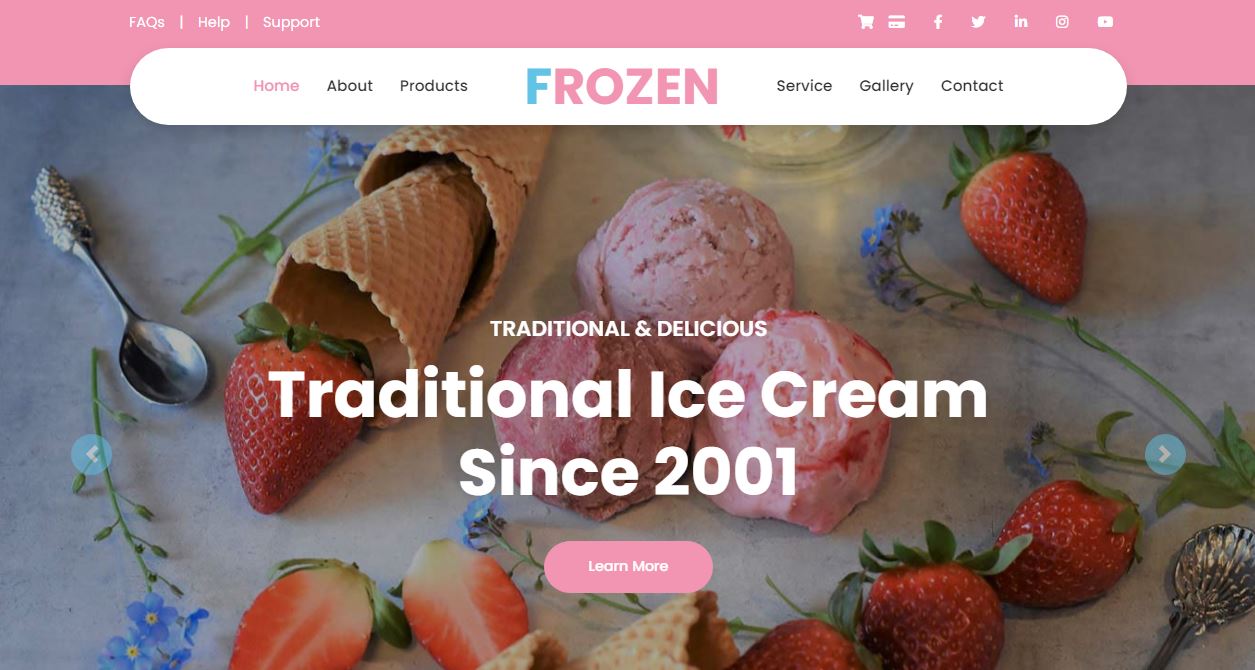 FAQs | Help | Support
Home About Products FROZEN Service Gallery Contact
TRADITIONAL & DELICIOUS
Traditional Ice Cream
Since 2001
Learn More